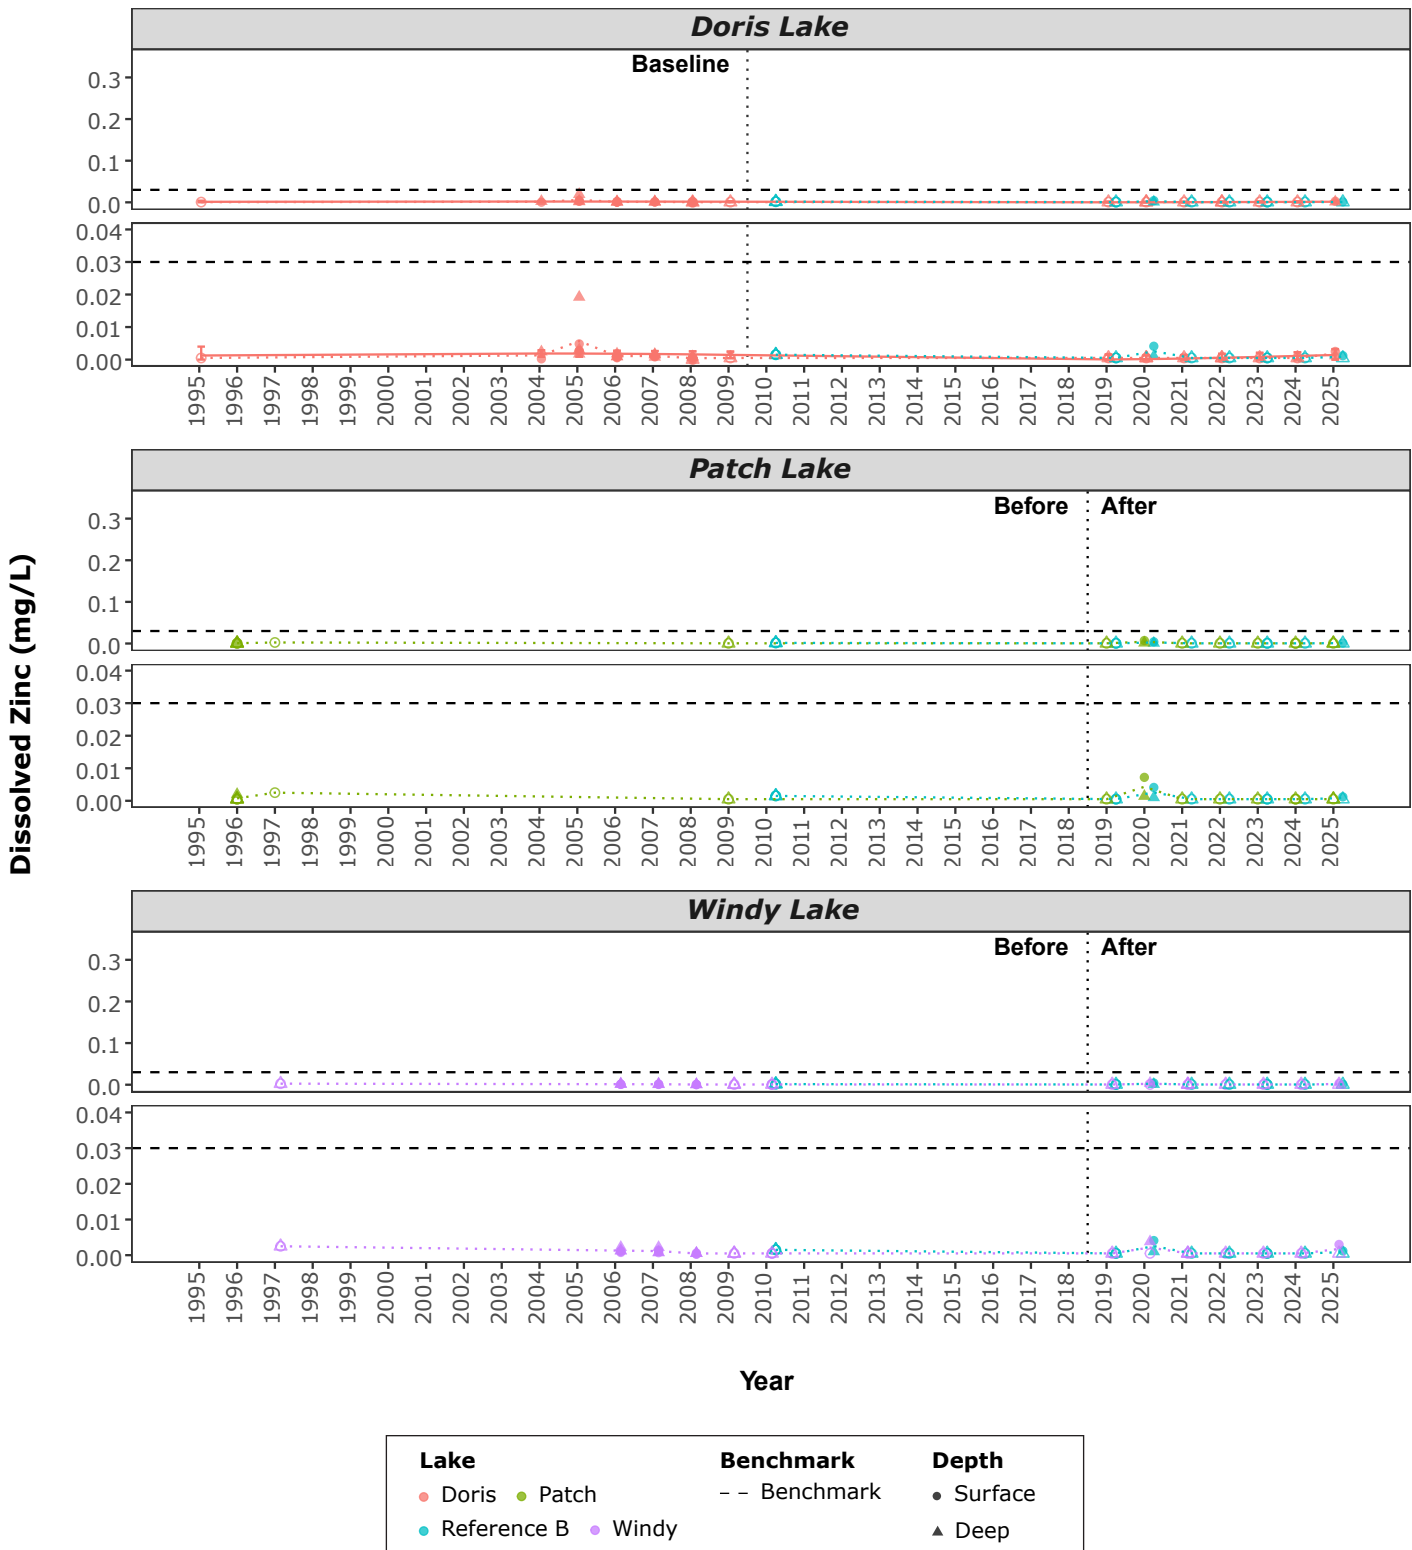 Doris Lake
Baseline
0.3
0.2
0.1
0.0
0.04
0.03
0.02
0.01
0.00
1995 1996 1997 1998 1999 2000 2001 2002 2003 2004 2005 2006 2007 2008 2009 2010 2011 2012 2013 2014 2015 2016 2017 2018 2019 2020 2021 2022 2023 2024 2025
Patch Lake
Before After
0.3
0.2
0.1
0.0
0.04
0.03
0.02
0.01
0.00
1995 1996 1997 1998 1999 2000 2001 2002 2003 2004 2005 2006 2007 2008 2009 2010 2011 2012 2013 2014 2015 2016 2017 2018 2019 2020 2021 2022 2023 2024 2025
Dissolved Zinc (mg/L)
Windy Lake
Before After
0.3
0.2
0.1
0.0
0.04
0.03
0.02
0.01
0.00
1995 1996 1997 1998 1999 2000 2001 2002 2003 2004 2005 2006 2007 2008 2009 2010 2011 2012 2013 2014 2015 2016 2017 2018 2019 2020 2021 2022 2023 2024 2025
Year
Lake Benchmark Depth
Doris Patch Benchmark Surface
Reference B Windy Deep